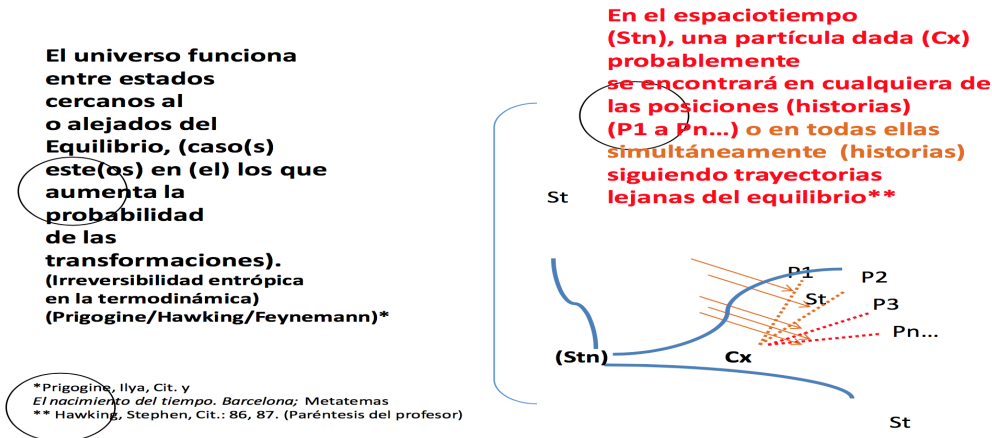 El universo funciona
entre estados
cercanos al
o alejados del
Equilibrio, (caso(s)
este(os) en (el) los que
aumenta la
probabilidad
de las
transformaciones).
(Irreversibilidad entrópica
en la termodinámica)
(Prigogine/Hawking/Feynemann)*
*Prigogine, Ilya, Cit. y
El nacimiento del tiempo. Barcelona; Metatemas
** Hawking, Stephen, Cit.: 86, 87. (Paréntesis del profesor)
En el espaciotiempo
(Stn), una partícula dada (Cx)
probablemente
se encontrará en cualquiera de
las posiciones (historias)
(P1 a Pn...) o en todas ellas
simultáneamente (historias)
siguiendo trayectorias
lejanas del equilibrio**
St
P1
P2
St
P3
Pn...
(Stn)
Cx
St